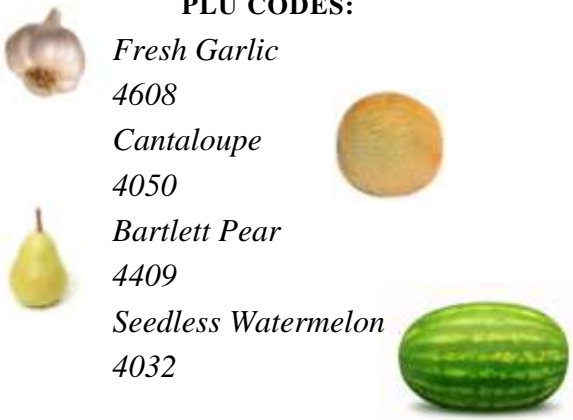 PLU CODES:
Fresh Garlic
4608
Cantaloupe
4050
Bartlett Pear
4409
Seedless Watermelon
4032